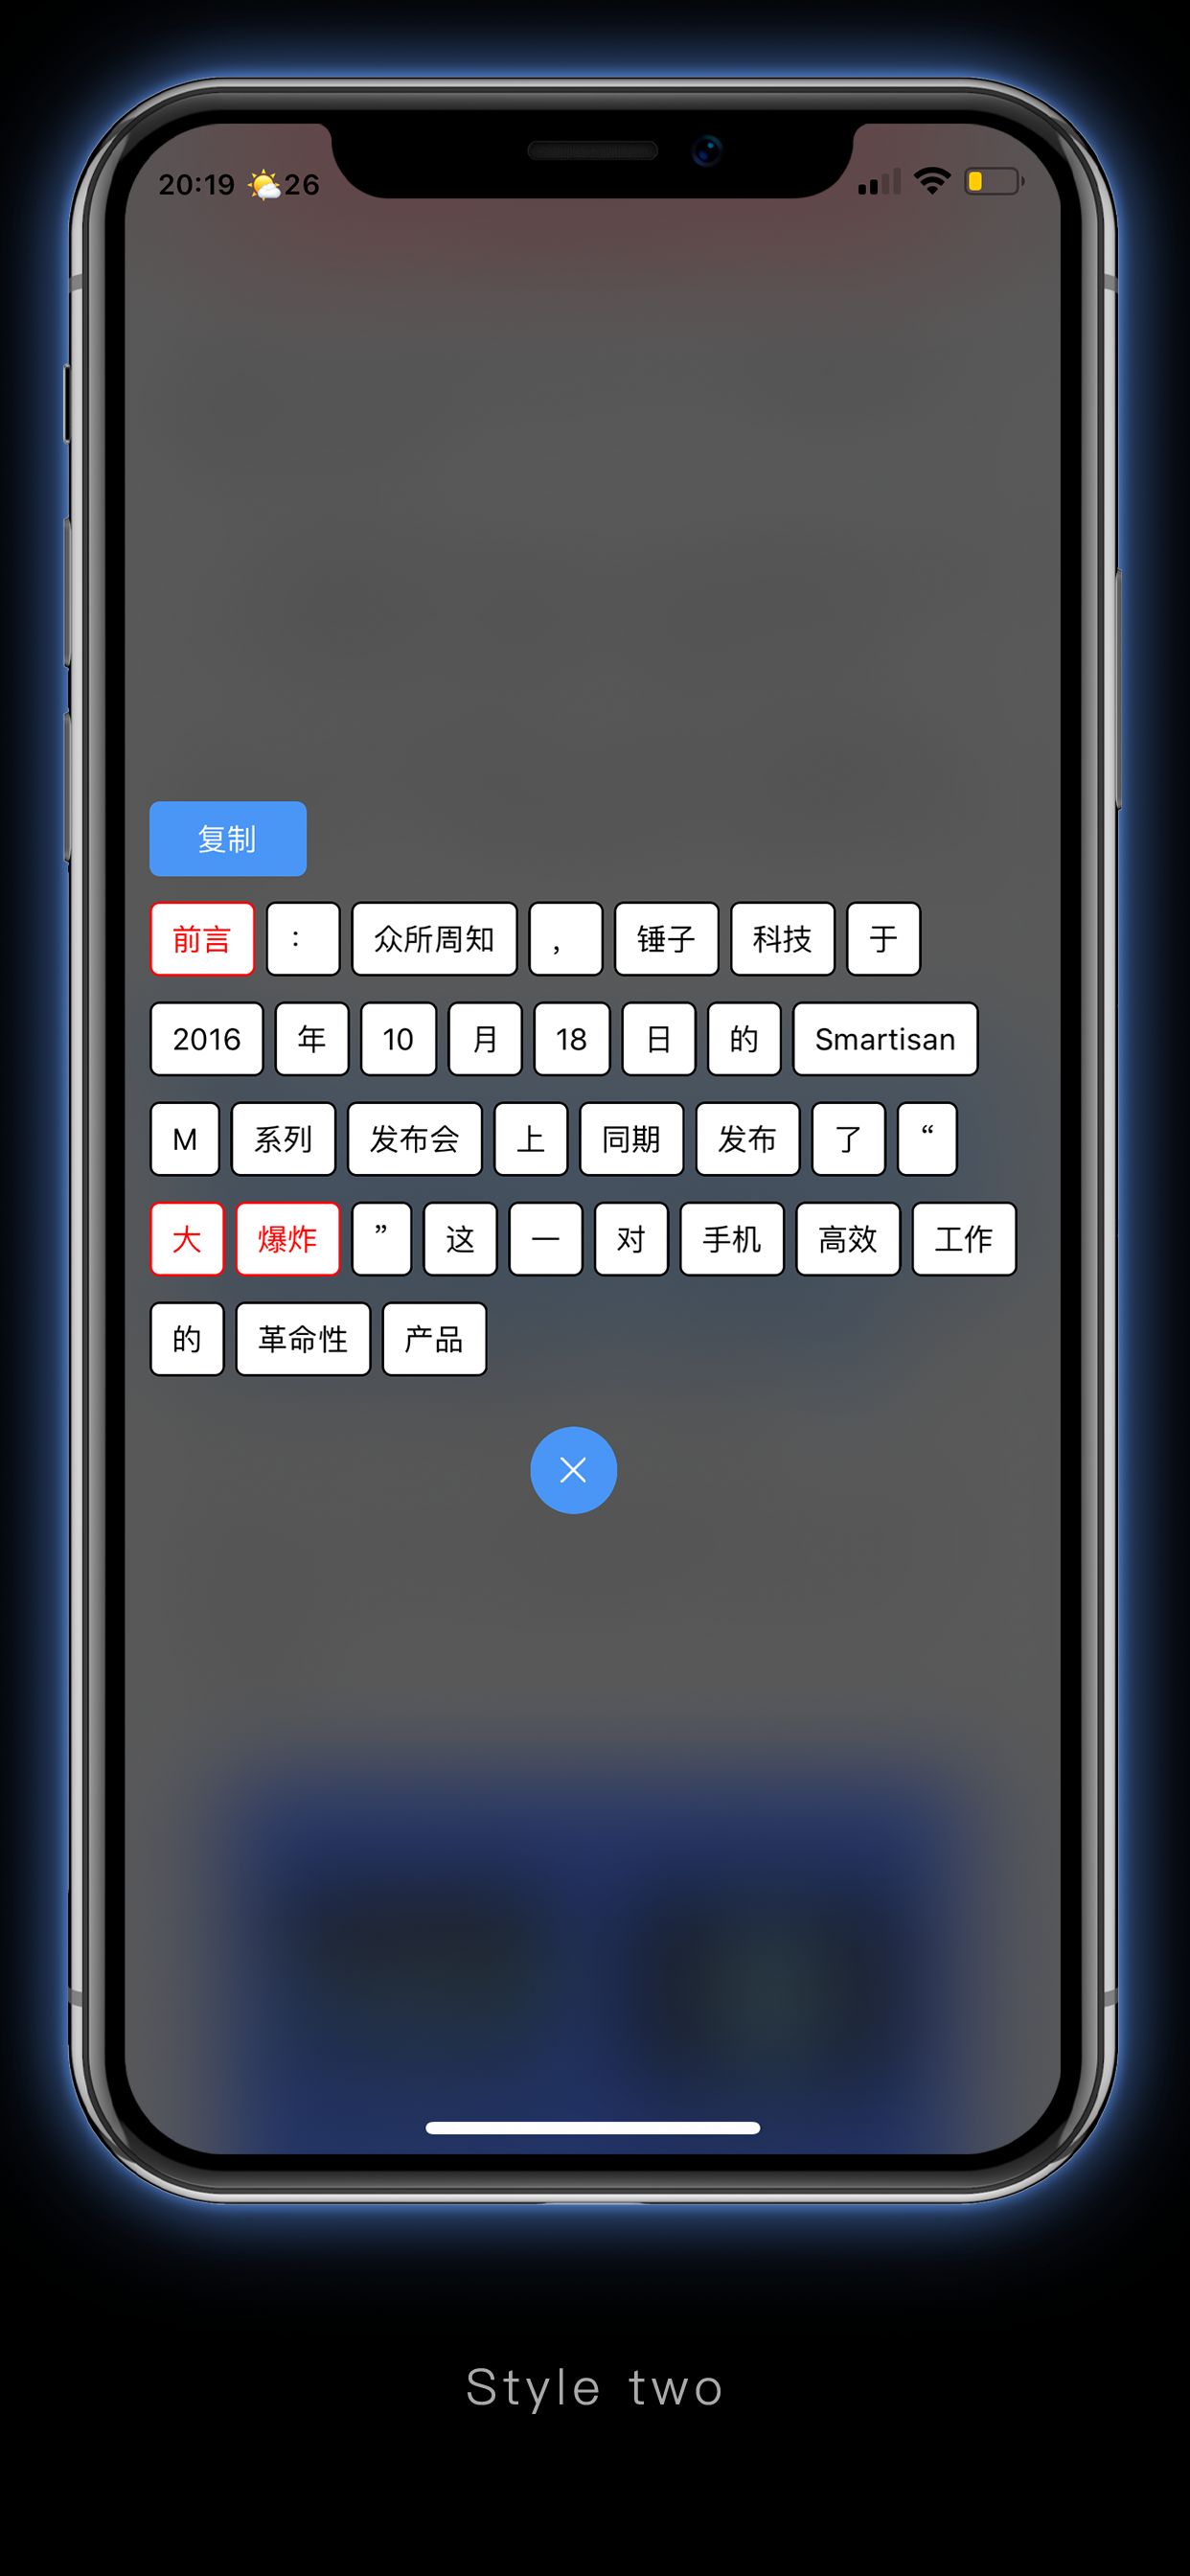 20:19 26
复制
前言 : 众所周知 , 锤子 科技 于
2016 年 10 月 18 日 的 Smartisan
M 系列 发布会 上 同期 发布 了 “
大 爆炸 ” 这 一 对 手机 高效 工作
的 革命性 产品
Style two